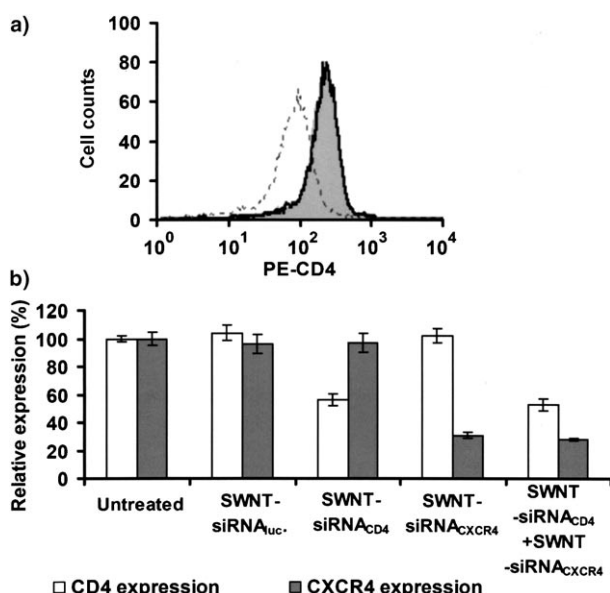 a)
Cell counts
100
80
60
40
20
0
10⁰ 10¹ 10² 10³ 10⁴
PE-CD4
b)
Relative expression (%)
120
100
80
60
40
20
0
Untreated
SWNT-
siRNAluc.
SWNT-
siRNACD4
SWNT-
siRNACXCR4
SWNT
-siRNACD4
+SWNT
-siRNACXCR4
CD4 expression
CXCR4 expression